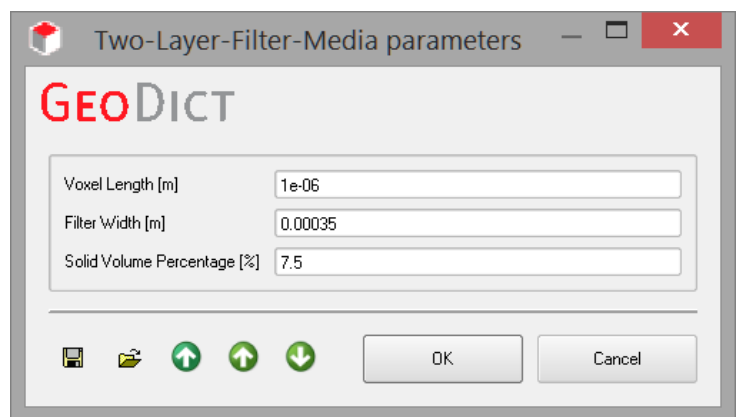 Two-Layer-Filter-Media parameters
GEODICT
Voxel Length [m] 1e-06
Filter Width [m] 0.00035
Solid Volume Percentage [%] 7.5
OK Cancel